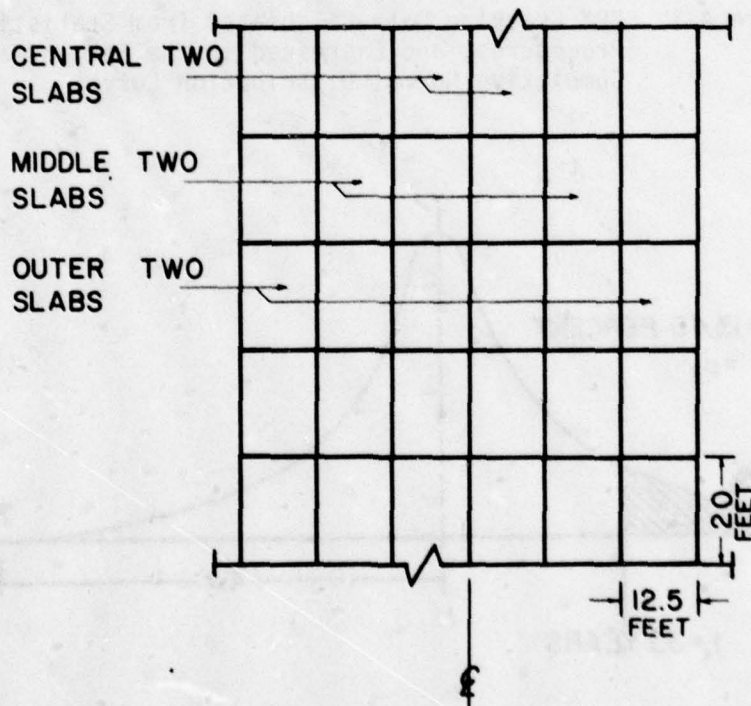 CENTRAL TWO
SLABS
MIDDLE TWO
SLABS
OUTER TWO
SLABS
20
FEET
12.5
FEET
℄